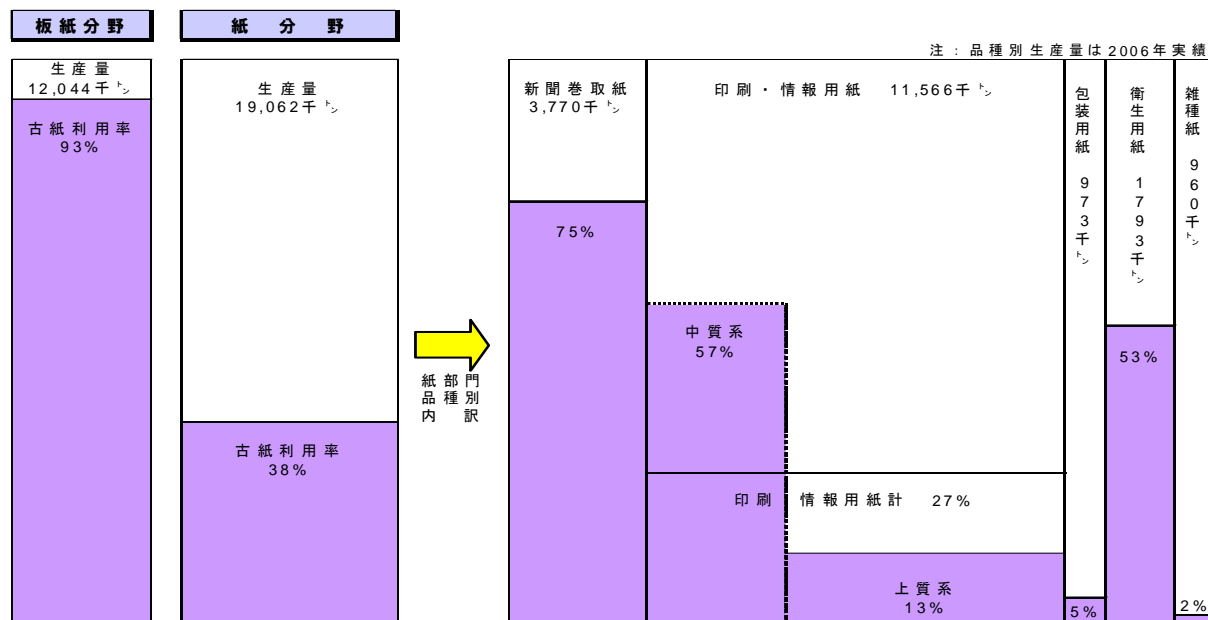 板紙分野
紙分野
注：品種別生産量は2006年実績
生産量
12,044千㌧
古紙利用率
93%
生産量
19,062千㌧
古紙利用率
38%
紙部門
品種別
内訳
新聞巻取紙
3,770千㌧
75%
印刷・情報用紙 11,566千㌧
中質系
57%
印刷 情報用紙計 27%
上質系
13%
包装用紙 973千㌧
5%
衛生用紙 1793千㌧
53%
雑種紙 960千㌧
2%